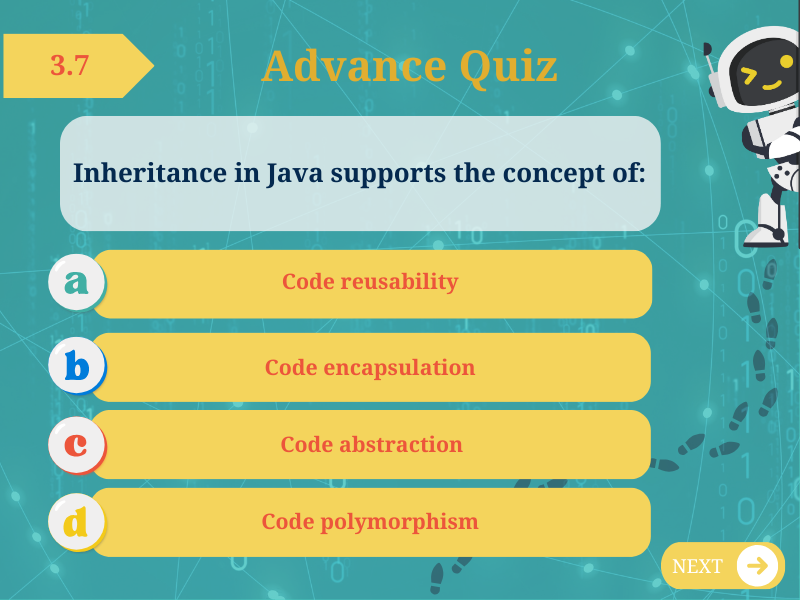 3.7
Advance Quiz
Inheritance in Java supports the concept of:
a
Code reusability
b
Code encapsulation
c
Code abstraction
d
Code polymorphism
NEXT